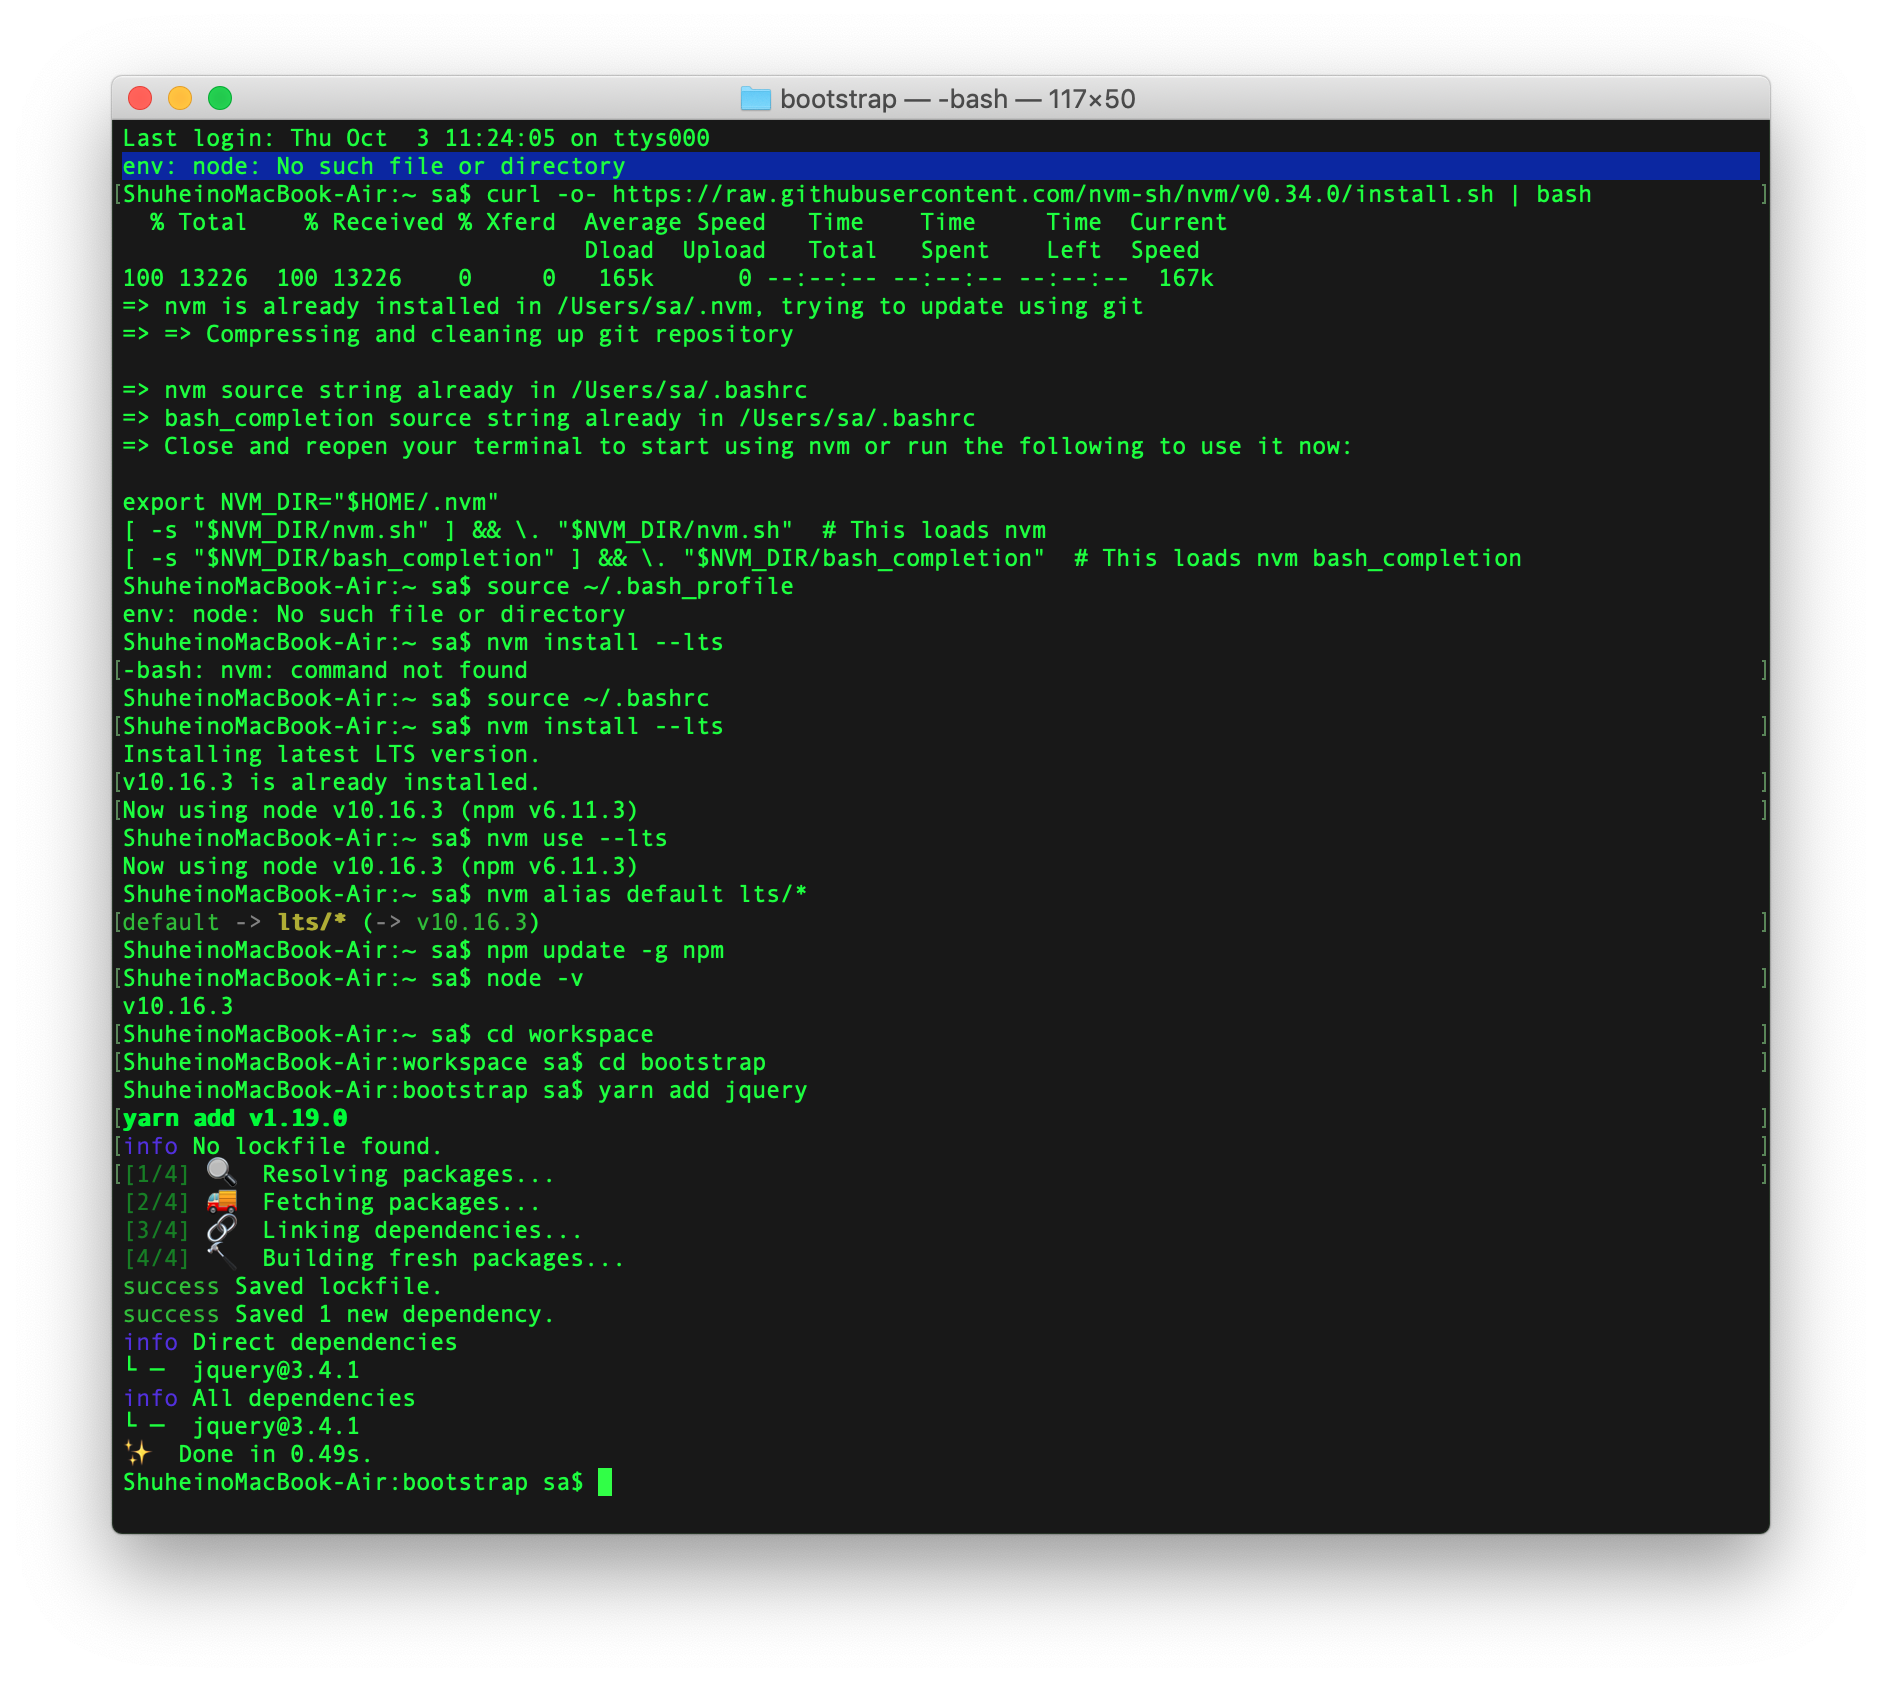 bootstrap — -bash — 117×50
Last login: Thu Oct  3 11:24:05 on ttys000
env: node: No such file or directory
[ShuheinoMacBook-Air:~ sa$ curl -o- https://raw.githubusercontent.com/nvm-sh/nvm/v0.34.0/install.sh | bash ]
  % Total    % Received % Xferd  Average Speed   Time    Time     Time  Current
                                 Dload  Upload   Total   Spent    Left  Speed
100 13226  100 13226    0     0   165k      0 --:--:-- --:--:-- --:--:--  167k
=> nvm is already installed in /Users/sa/.nvm, trying to update using git
=> => Compressing and cleaning up git repository
=> nvm source string already in /Users/sa/.bashrc
=> bash_completion source string already in /Users/sa/.bashrc
=> Close and reopen your terminal to start using nvm or run the following to use it now:
export NVM_DIR="$HOME/.nvm"
[ -s "$NVM_DIR/nvm.sh" ] && \. "$NVM_DIR/nvm.sh"  # This loads nvm
[ -s "$NVM_DIR/bash_completion" ] && \. "$NVM_DIR/bash_completion"  # This loads nvm bash_completion
ShuheinoMacBook-Air:~ sa$ source ~/.bash_profile
env: node: No such file or directory
ShuheinoMacBook-Air:~ sa$ nvm install --lts
[-bash: nvm: command not found ]
ShuheinoMacBook-Air:~ sa$ source ~/.bashrc
[ShuheinoMacBook-Air:~ sa$ nvm install --lts ]
Installing latest LTS version.
[v10.16.3 is already installed. ]
[Now using node v10.16.3 (npm v6.11.3) ]
ShuheinoMacBook-Air:~ sa$ nvm use --lts
Now using node v10.16.3 (npm v6.11.3)
ShuheinoMacBook-Air:~ sa$ nvm alias default lts/*
[default -> lts/* (-> v10.16.3) ]
ShuheinoMacBook-Air:~ sa$ npm update -g npm
[ShuheinoMacBook-Air:~ sa$ node -v ]
v10.16.3
[ShuheinoMacBook-Air:~ sa$ cd workspace ]
[ShuheinoMacBook-Air:workspace sa$ cd bootstrap ]
ShuheinoMacBook-Air:bootstrap sa$ yarn add jquery
[yarn add v1.19.0 ]
[info No lockfile found. ]
[[1/4] 🔍  Resolving packages... ]
[2/4] 🚚  Fetching packages...
[3/4] 🔗  Linking dependencies...
[4/4] 🔨  Building fresh packages...
success Saved lockfile.
success Saved 1 new dependency.
info Direct dependencies
└─ jquery@3.4.1
info All dependencies
└─ jquery@3.4.1
✨  Done in 0.49s.
ShuheinoMacBook-Air:bootstrap sa$